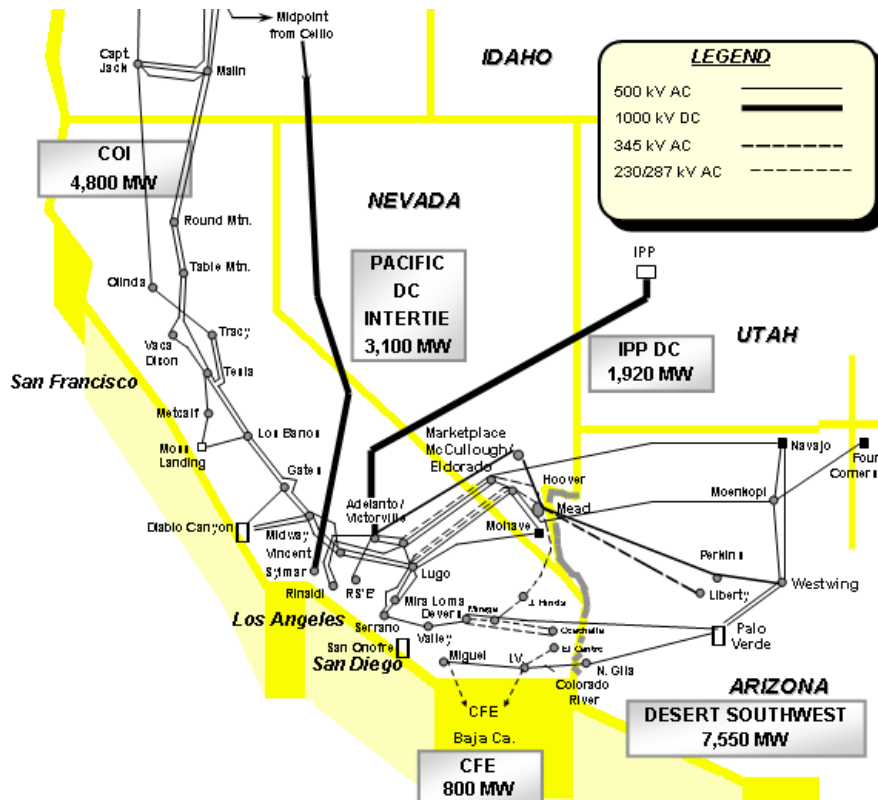 Midpoint
from Celilo
Capt.
Jack
Malin
IDAHO
LEGEND
500 kV AC
1000 kV DC
345 kV AC
230/287 kV AC
COI
4,800 MW
NEVADA
Round Mtn.
Table Mtn.
Olinda
PACIFIC
DC
INTERTIE
3,100 MW
IPP
UTAH
IPP DC
1,920 MW
Vaca
Dixon
Tracy
Tesla
San Francisco
Metcalf
Moss
Landing
Los Banos
Gates
Diablo Canyon
Midway
Vincent
Sylmar
Rinaldi
Adelanto/
Victorville
Marketplace
McCullough/
Eldorado
Hoover
Mead
Mohave
Navajo
Four
Corners
Moenkopi
Perkins
Liberty
Westwing
Lugo
RS'E'
Mira Loma
Devers
Mirage
J. Hinds
Los Angeles
Serrano
Valley
Coachella
El Centro
San Onofre
San Diego
Miguel
I.V.
N. Gila
Palo
Verde
Colorado
River
ARIZONA
CFE
Baja Ca.
DESERT SOUTHWEST
7,550 MW
CFE
800 MW